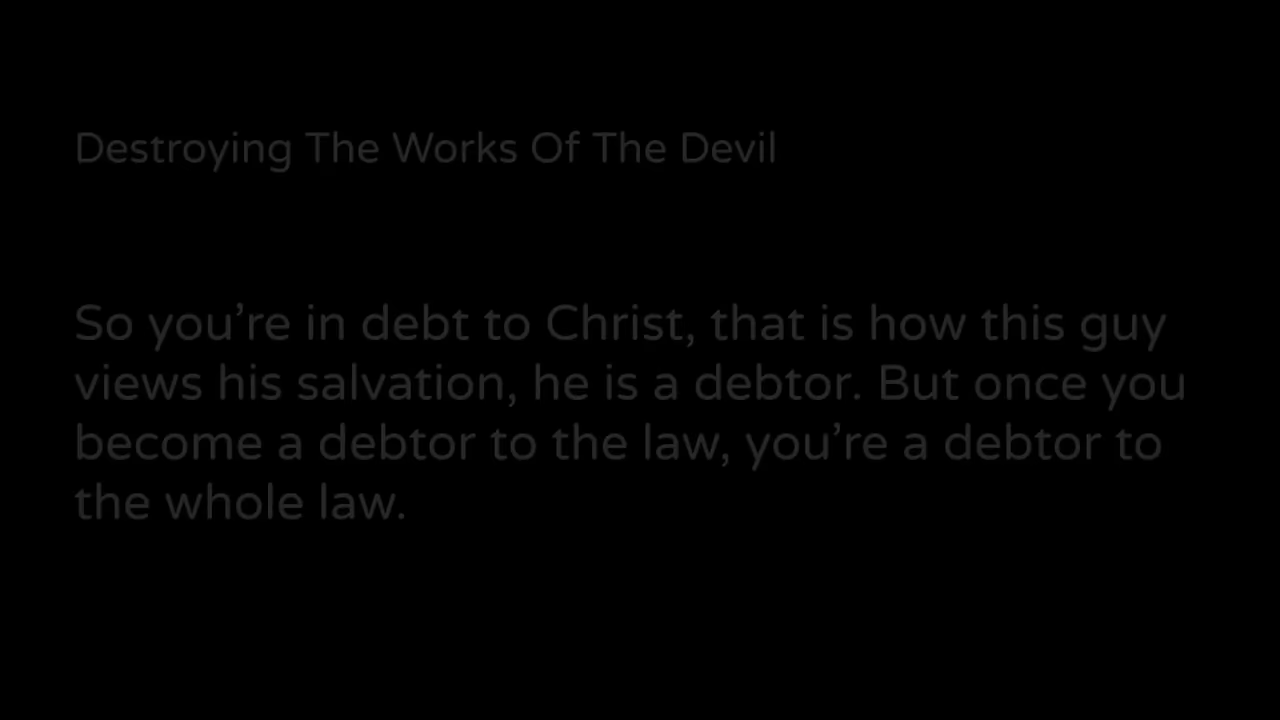 Destroying The Works Of The Devil
So you’re in debt to Christ, that is how this guy
views his salvation, he is a debtor. But once you
become a debtor to the law, you’re a debtor to
the whole law.